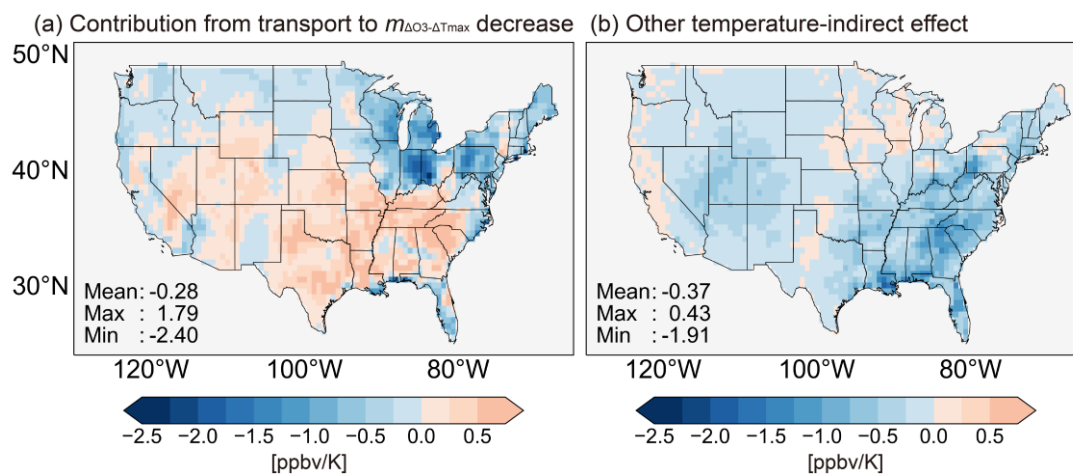 (a) Contribution from transport to mΔO3-ΔTmax decrease
(b) Other temperature-indirect effect
50°N
40°N
30°N
Mean: -0.28
Max : 1.79
Min : -2.40
Mean: -0.37
Max : 0.43
Min : -1.91
120°W 100°W 80°W
120°W 100°W 80°W
−2.5 −2.0 −1.5 −1.0 −0.5 0.0 0.5
[ppbv/K]
−2.5 −2.0 −1.5 −1.0 −0.5 0.0 0.5
[ppbv/K]